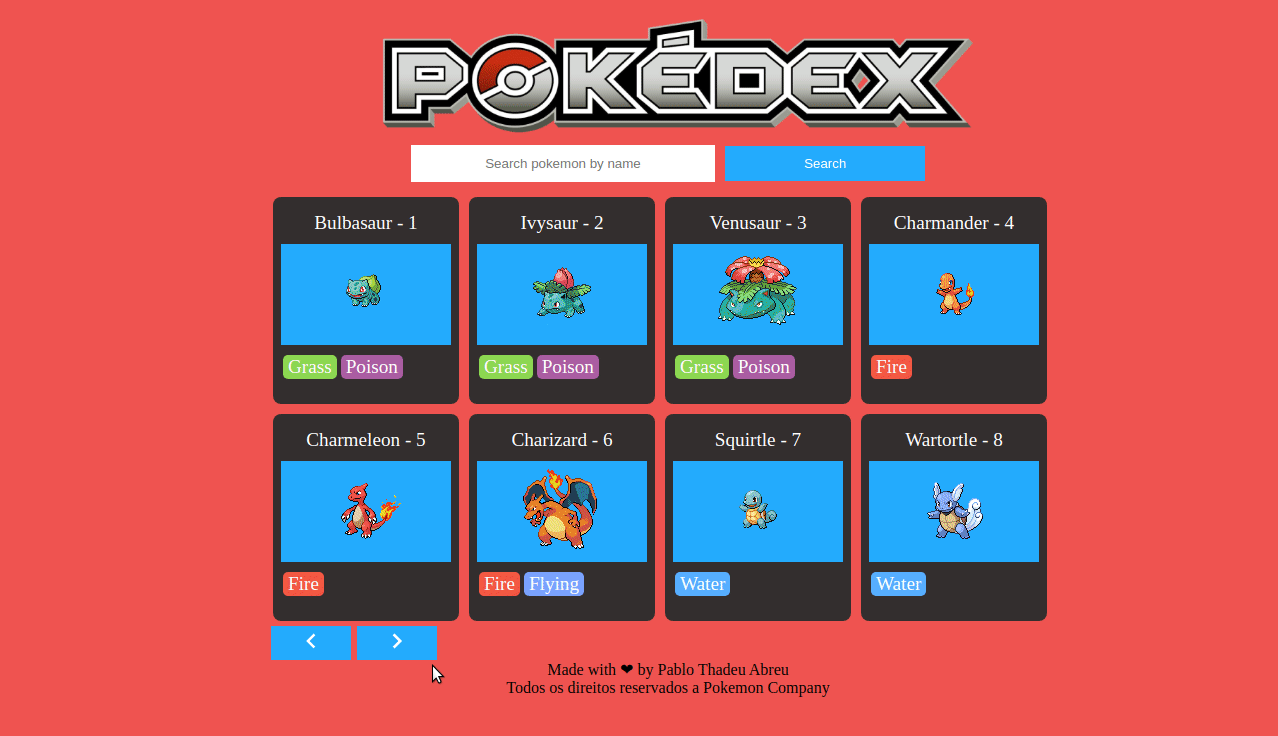 POKÉDEX
Search pokemon by name
Search
Bulbasaur - 1
Ivysaur - 2
Venusaur - 3
Charmander - 4
Grass Poison
Grass Poison
Grass Poison
Fire
Charmeleon - 5
Charizard - 6
Squirtle - 7
Wartortle - 8
Fire
Fire Flying
Water
Water
Made with ❤ by Pablo Thadeu Abreu
Todos os direitos reservados a Pokemon Company